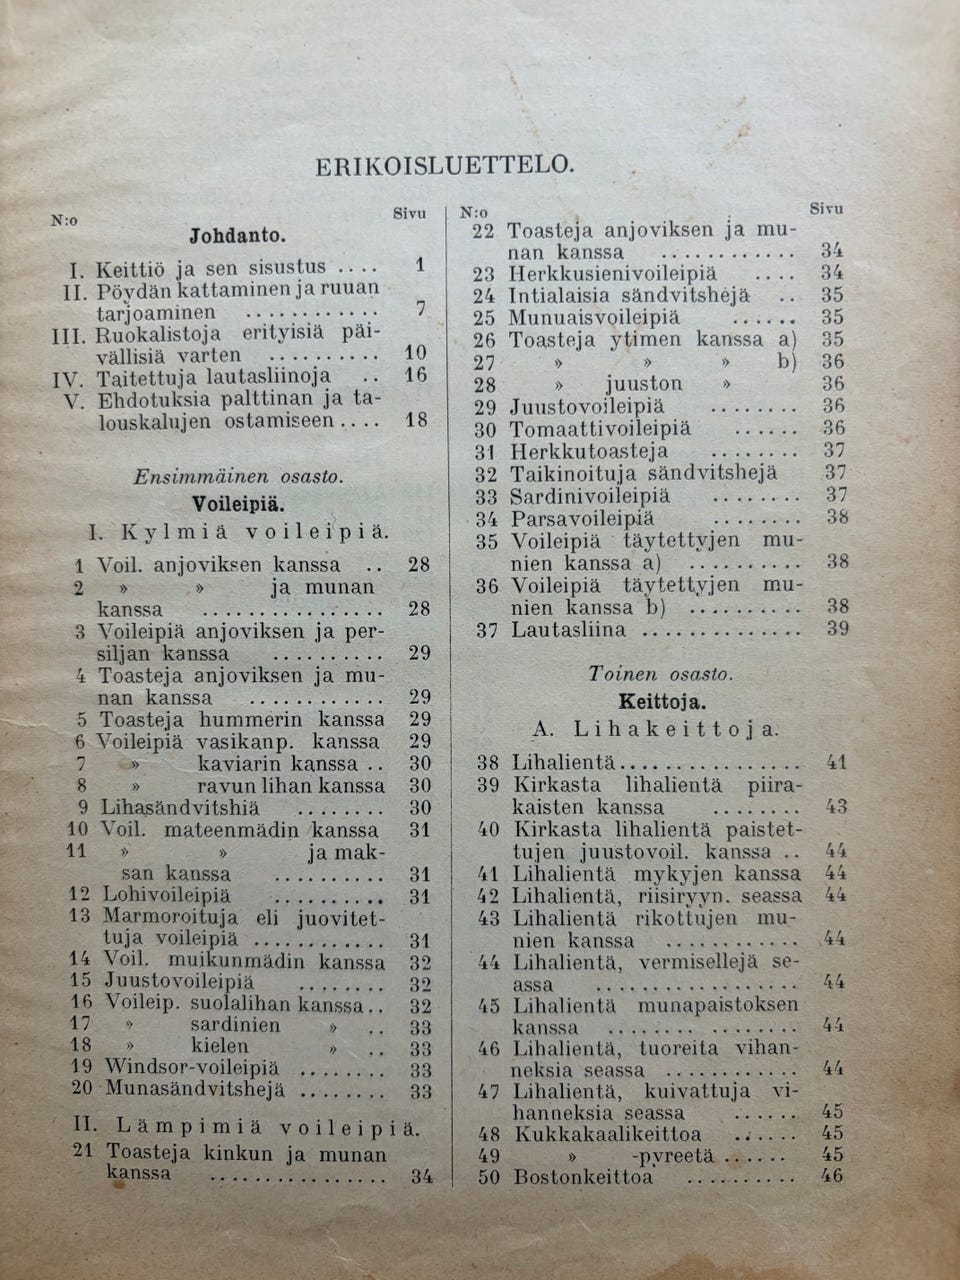 ERIKOISLUETTELO.
N:o Sivu
Johdanto.
I. Keittiö ja sen sisustus .... 1
II. Pöydän kattaminen ja ruuan
tarjoaminen ............ 7
III. Ruokalistoja erityisiä päi-
vällisiä varten .......... 10
IV. Taitettuja lautasliinoja .. 16
V. Ehdotuksia palttinan ja ta-
louskalujen ostamiseen .... 18
Ensimmäinen osasto.
Voileipiä.
I. Kylmiä voileipiä.
1 Voil. anjoviksen kanssa .. 28
2 » » ja munan
kanssa ................ 28
3 Voileipiä anjoviksen ja per-
siljan kanssa .......... 29
4 Toasteja anjoviksen ja mu-
nan kanssa ............ 29
5 Toasteja hummerin kanssa 29
6 Voileipiä vasikanp. kanssa 29
7 » kaviarin kanssa .. 30
8 » ravun lihan kanssa 30
9 Lihasändvitshiä ........ 30
10 Voil. mateenmädin kanssa 31
11 » » ja mak-
san kanssa .......... 31
12 Lohivoileipiä .......... 31
13 Marmoroituja eli juovitet-
tuja voileipiä ............ 31
14 Voil. muikunmädin kanssa 32
15 Juustovoileipiä ........ 32
16 Voileip. suolalihan kanssa .. 32
17 » sardinien » .. 33
18 » kielen » .. 33
19 Windsor-voileipiä ........ 33
20 Munasändvitshejä ........ 33
II. Lämpimiä voileipiä.
21 Toasteja kinkun ja munan
kanssa ................ 34
N:o Sivu
22 Toasteja anjoviksen ja mu-
nan kanssa ............ 34
23 Herkkusienivoileipiä .... 34
24 Intialaisia sändvitshejä .. 35
25 Munuaisvoileipiä ...... 35
26 Toasteja ytimen kanssa a) 35
27 » » » b) 36
28 » juuston » 36
29 Juustovoileipiä ........ 36
30 Tomaattivoileipiä ...... 36
31 Herkkutoasteja ........ 37
32 Taikinoituja sändvitshejä 37
33 Sardinivoileipiä ........ 37
34 Parsavoileipiä ........ 38
35 Voileipiä täytettyjen mu-
nien kanssa a) .......... 38
36 Voileipiä täytettyjen mu-
nien kanssa b) .......... 38
37 Lautasliina .............. 39
Toinen osasto.
Keittoja.
A. Lihakeittoja.
38 Lihalientä ................ 41
39 Kirkasta lihalientä piira-
kaisten kanssa ........ 43
40 Kirkasta lihalientä paistet-
tujen juustovoil. kanssa .. 44
41 Lihalientä mykyjen kanssa 44
42 Lihalientä, riisiryyn. seassa 44
43 Lihalientä rikottujen mu-
nien kanssa ............ 44
44 Lihalientä, vermisellejä se-
assa .................. 44
45 Lihalientä munapaistoksen
kanssa ........ ........ 44
46 Lihalientä, tuoreita vihan-
neksia seassa .......... 44
47 Lihalientä, kuivattuja vi-
hanneksia seassa ...... 45
48 Kukkakaalikeittoa ...... 45
49 » -pyreetä ...... 45
50 Bostonkeittoa .......... 46